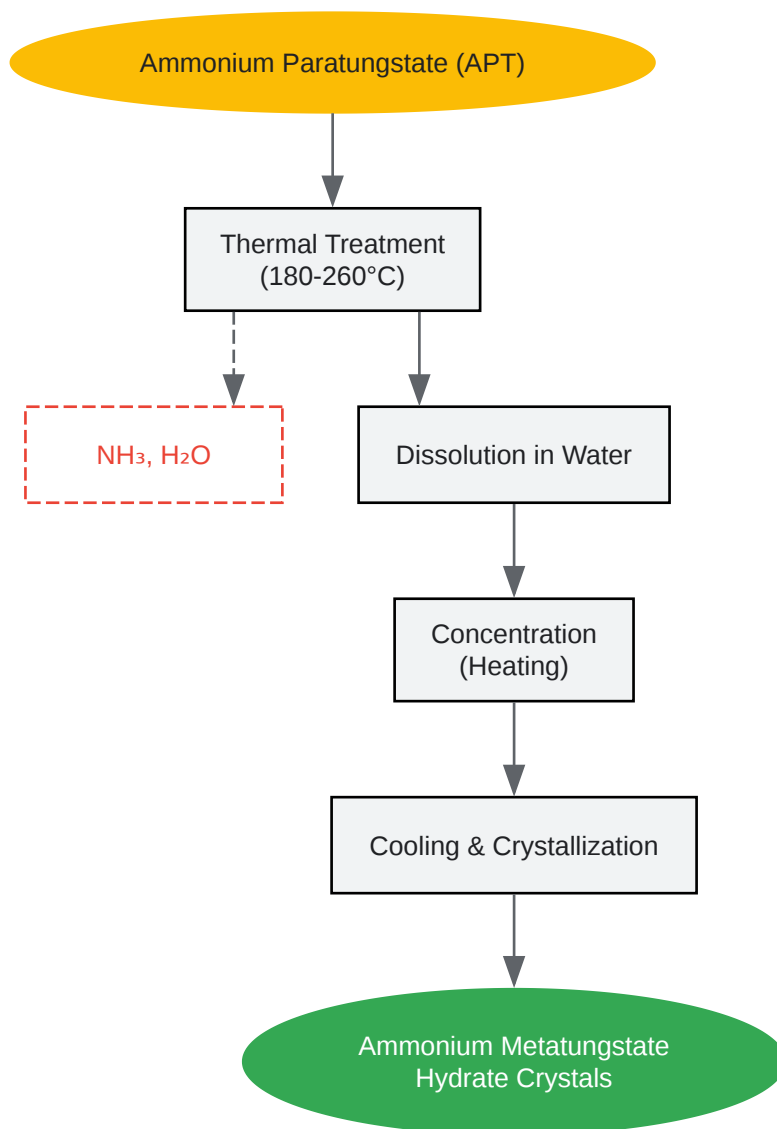 Ammonium Paratungstate (APT)
Thermal Treatment
(180-260°C)
NH₃, H₂O
Dissolution in Water
Concentration
(Heating)
Cooling & Crystallization
Ammonium Metatungstate
Hydrate Crystals